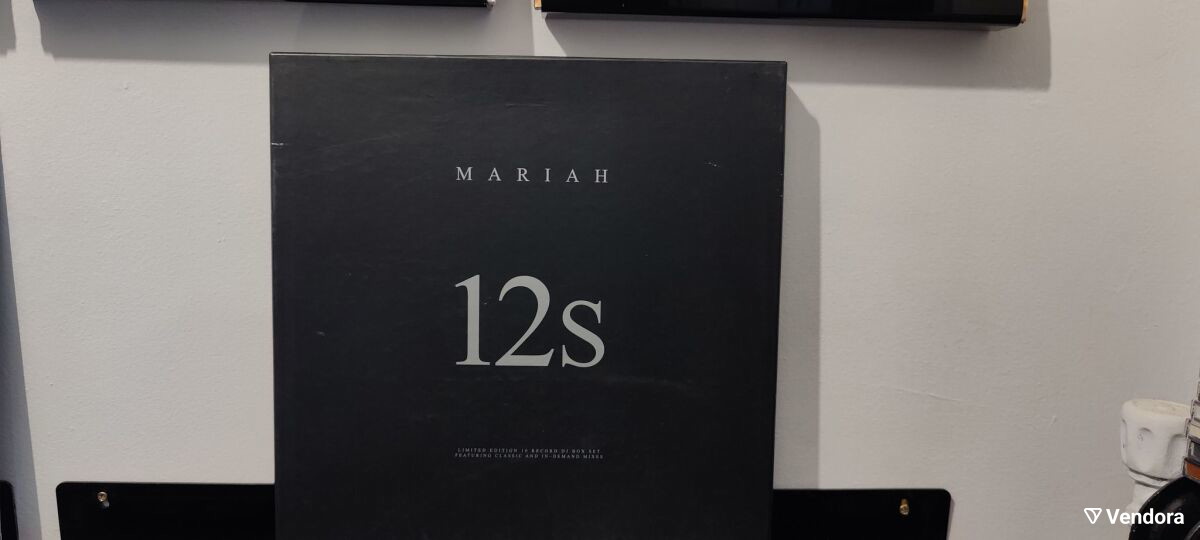 MARIAH
12s
LIMITED EDITION 10 RECORD DJ BOX SET
FEATURING CLASSIC AND IN-DEMAND MIXES
Vendora